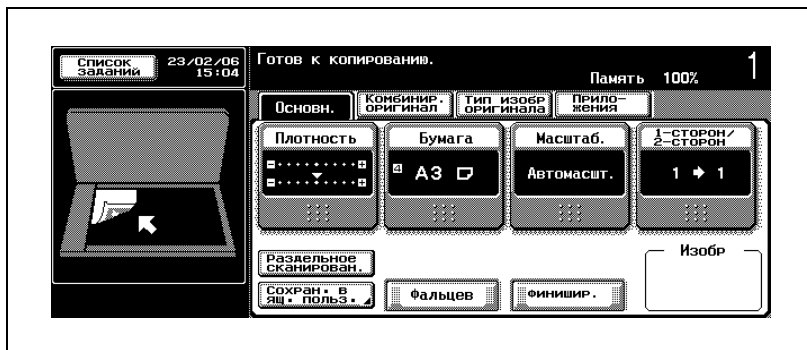 Список
заданий
23/02/06
15:04
Готов к копированию.
Память 100%
1
Основн.
Комбинир.
оригинал
Тип изобр
оригинала
Прило-
жения
Плотность
Бумага
4 A3
Масштаб.
Автомасшт.
1-сторон/
2-сторон
1 → 1
Раздельное
сканирован.
Сохран. в
ящ. польз.
Фальцев
Финишир.
Изобр